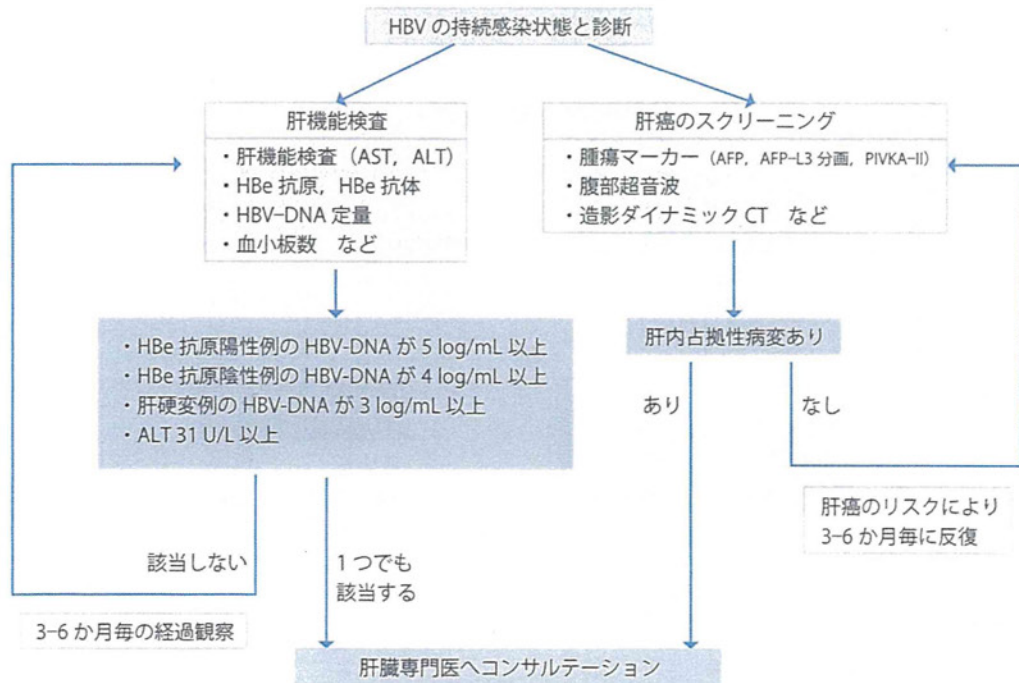 HBV の持続感染状態と診断
肝機能検査
・肝機能検査（AST，ALT）
・HBe 抗原，HBe 抗体
・HBV−DNA 定量
・血小板数　など
肝癌のスクリーニング
・腫瘍マーカー（AFP，AFP−L3 分画，PIVKA−II）
・腹部超音波
・造影ダイナミック CT　など
・HBe 抗原陽性例の HBV-DNA が 5 log/mL 以上
・HBe 抗原陰性例の HBV-DNA が 4 log/mL 以上
・肝硬変例の HBV-DNA が 3 log/mL 以上
・ALT 31 U/L 以上
肝内占拠性病変あり
あり
なし
肝癌のリスクにより
3−6 か月毎に反復
該当しない
1 つでも
該当する
3−6 か月毎の経過観察
肝臓専門医へコンサルテーション